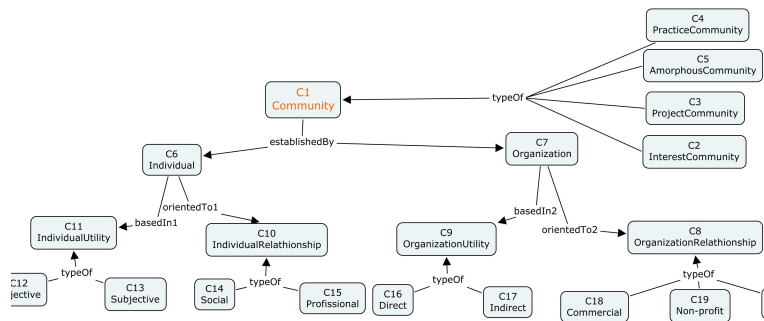 C4
PracticeCommunity
C5
AmorphousCommunity
C1
Community
typeOf
C3
ProjectCommunity
establishedBy
C7
Organization
C2
InterestCommunity
C6
Individual
orientedTo1
basedIn2
basedIn1
orientedTo2
C11
IndividualUtility
C10
IndividualRelathionship
C9
OrganizationUtility
C8
OrganizationRelathionship
typeOf
typeOf
typeOf
typeOf
C12
jective
C13
Subjective
C14
Social
C15
Profissional
C16
Direct
C17
Indirect
C18
Commercial
C19
Non-profit